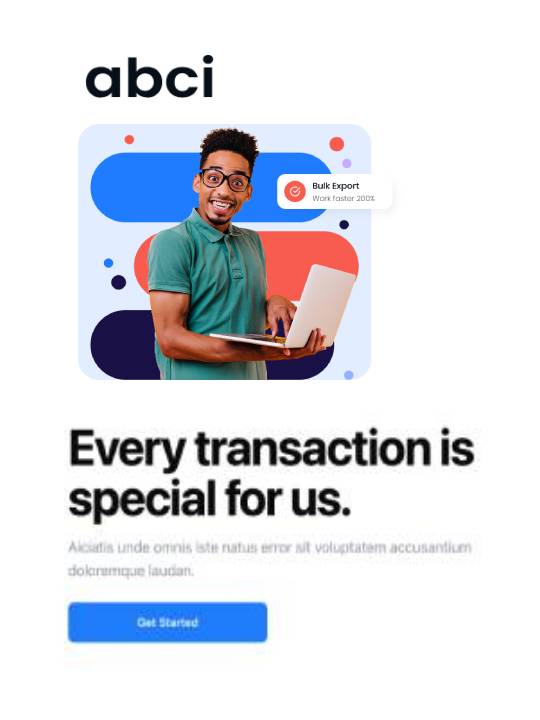 abci
Bulk Export
Work faster 200%
Every transaction is
special for us.
Aiciatis unde omnis iste natus error sit voluptatem accusantium
doloremque laudan.
Get Started